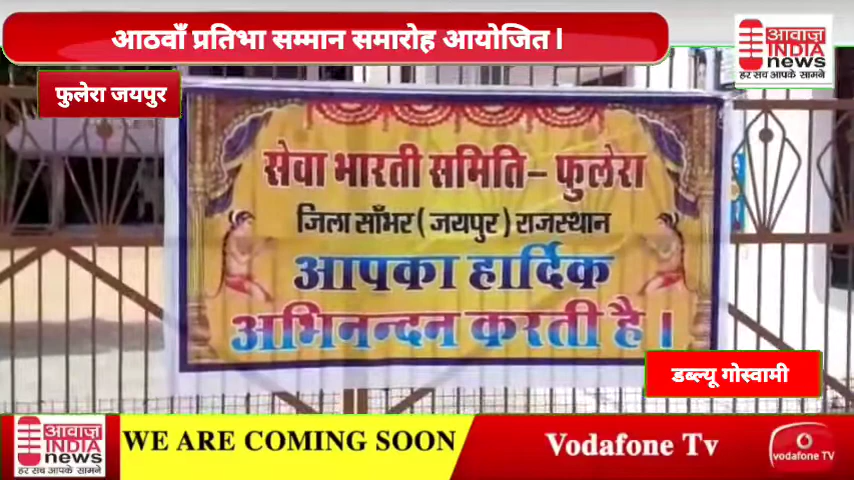 आठवाँ प्रतिभा सम्मान समारोह आयोजित।
आवाज़
INDIA
news
हर सच आपके सामने
फुलेरा जयपुर
सेवा भारती समिति – फुलेरा
जिला साँभर (जयपुर) राजस्थान
आपका हार्दिक
अभिनन्दन करती है।
डब्ल्यू गोस्वामी
आवाज़
INDIA
news
हर सच आपके सामने
WE ARE COMING SOON
Vodafone Tv
vodafone TV